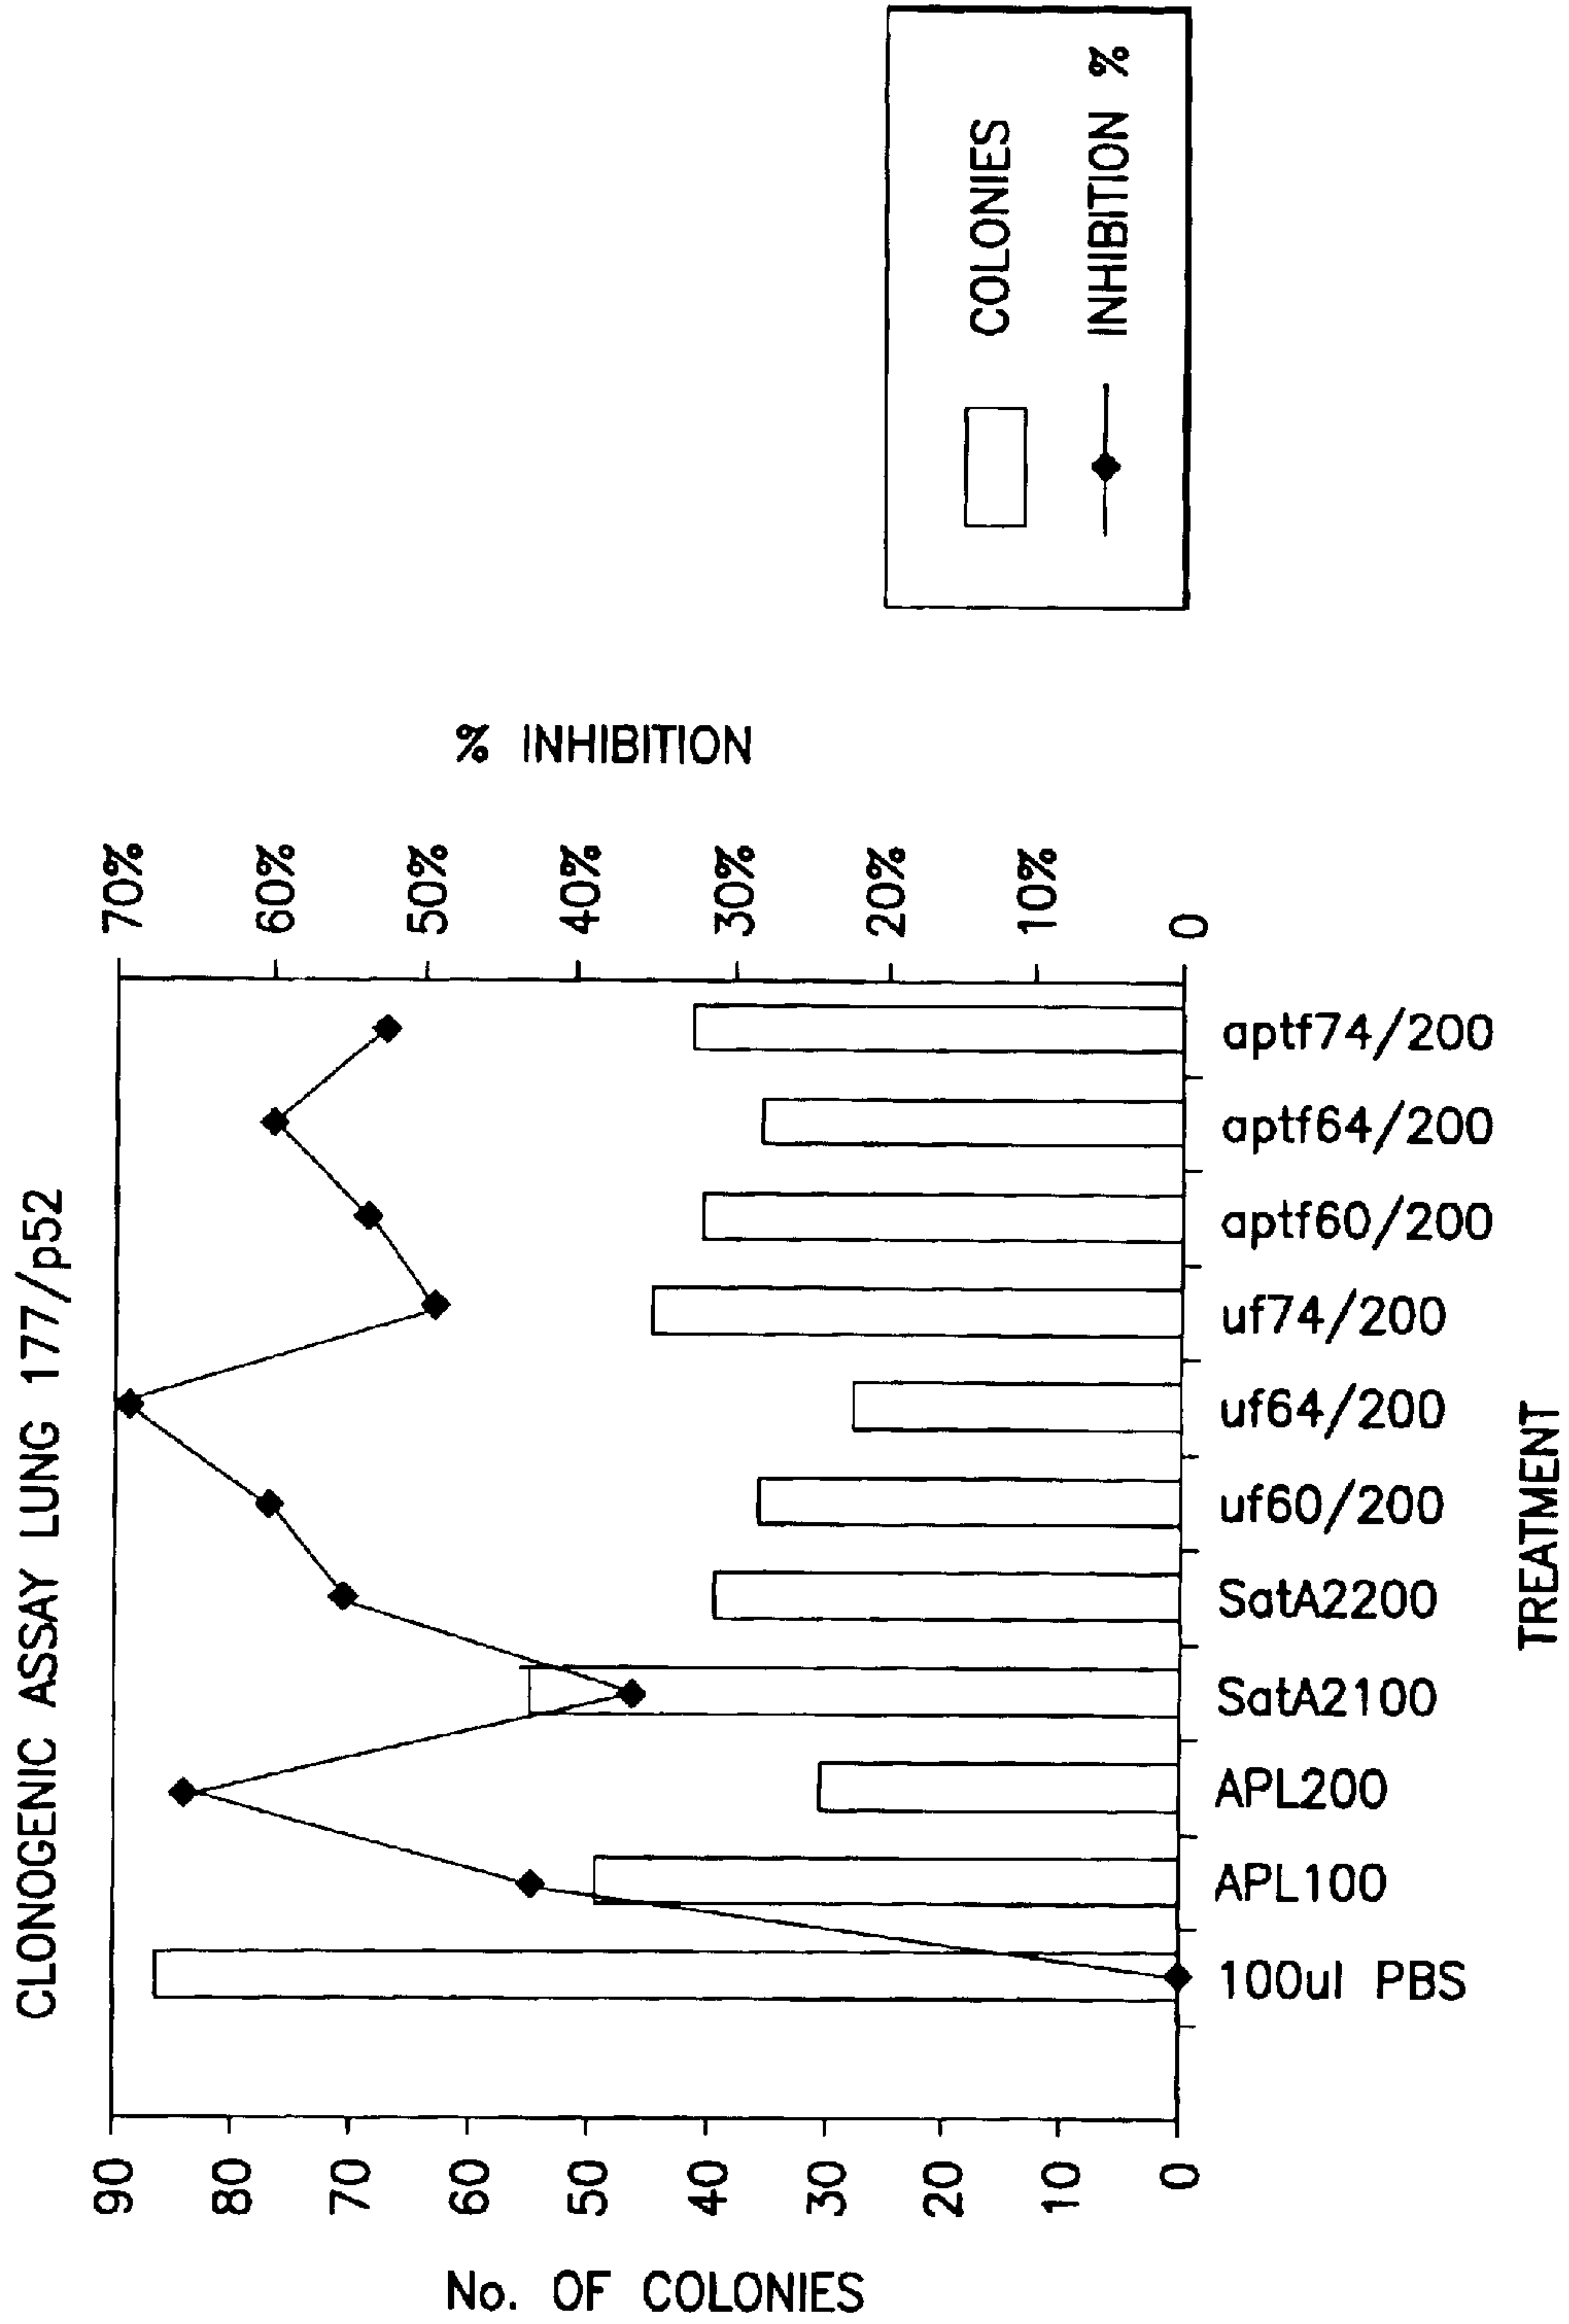 CLONOGENIC ASSAY LUNG 177/p52
No. OF COLONIES
90
80
70
60
50
40
30
20
10
0
100ul PBS
APL100
APL200
SatA2100
SatA2200
uf60/200
uf64/200
uf74/200
aptf60/200
aptf64/200
aptf74/200
TREATMENT
70%
60%
50%
40%
30%
20%
10%
0
% INHIBITION
COLONIES
INHIBITION %